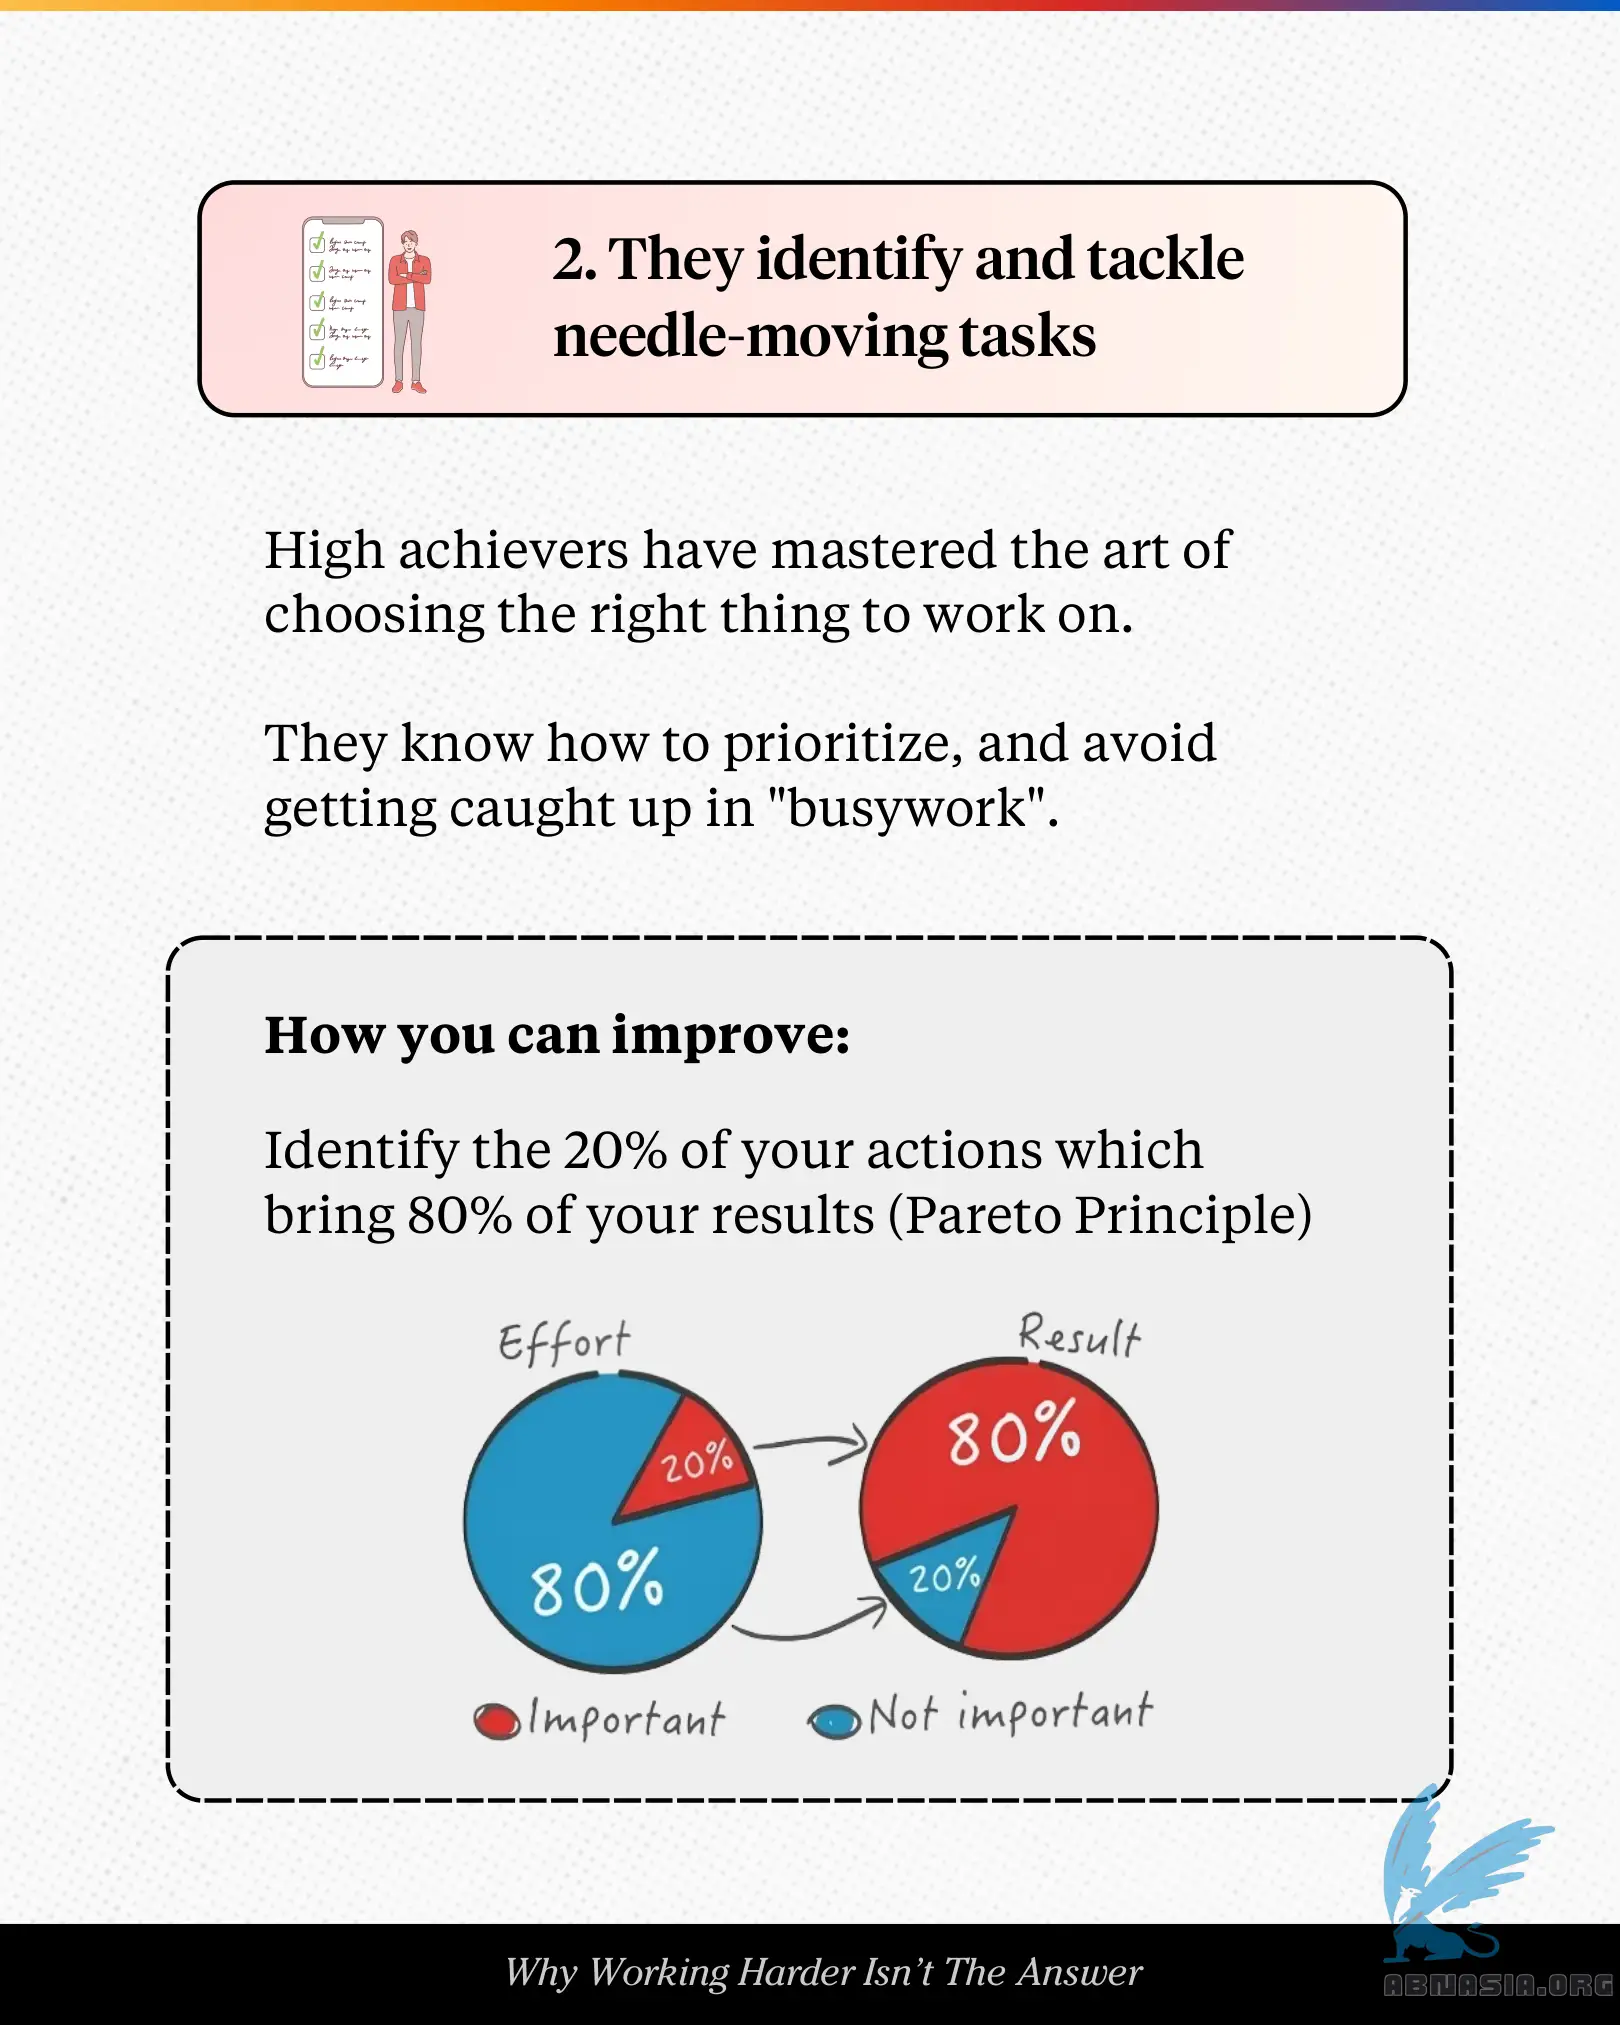 2. They identify and tackle
needle-moving tasks
High achievers have mastered the art of
choosing the right thing to work on.
They know how to prioritize, and avoid
getting caught up in "busywork".
How you can improve:
Identify the 20% of your actions which
bring 80% of your results (Pareto Principle)
Effort
Result
20%
80%
80%
20%
Important
Not important
Why Working Harder Isn’t The Answer
ABNASIA.ORG